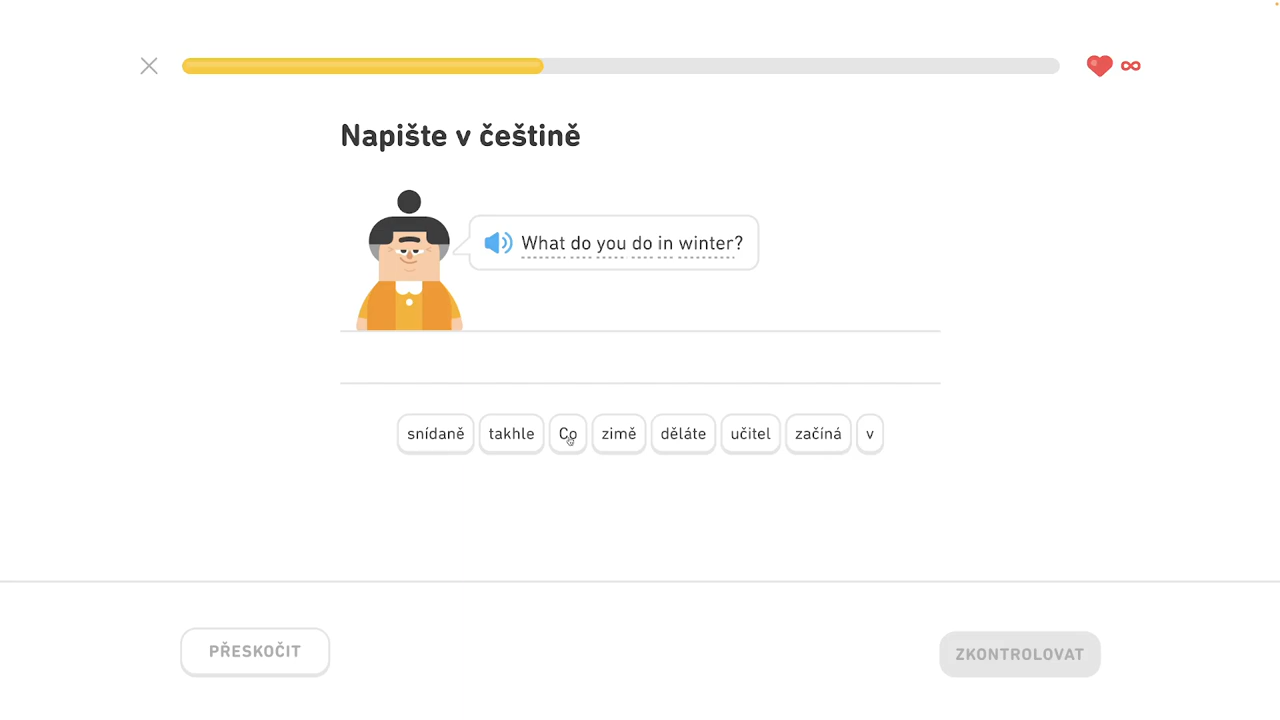 Napište v češtině
What do you do in winter?
snídaně takhle Co zimě děláte učitel začíná v
PŘESKOČIT
ZKONTROLOVAT